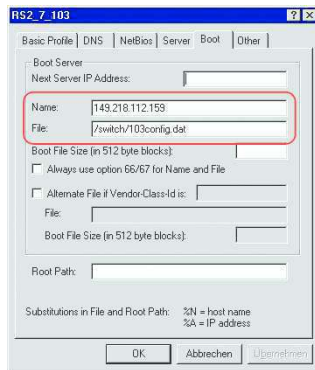 RS2_7_103
Basic Profile DNS NetBios Server Boot Other
Boot Server
Next Server IP Address:
Name: 149.218.112.159
File: /switch/103config.dat
Boot File Size (in 512 byte blocks):
Always use option 66/67 for Name and File
Alternate File if Vendor-Class-Id is:
File:
Boot File Size (in 512 byte blocks):
Root Path:
Substitutions in File and Root Path: %N = host name
%A = IP address
OK Abbrechen Übernehmen